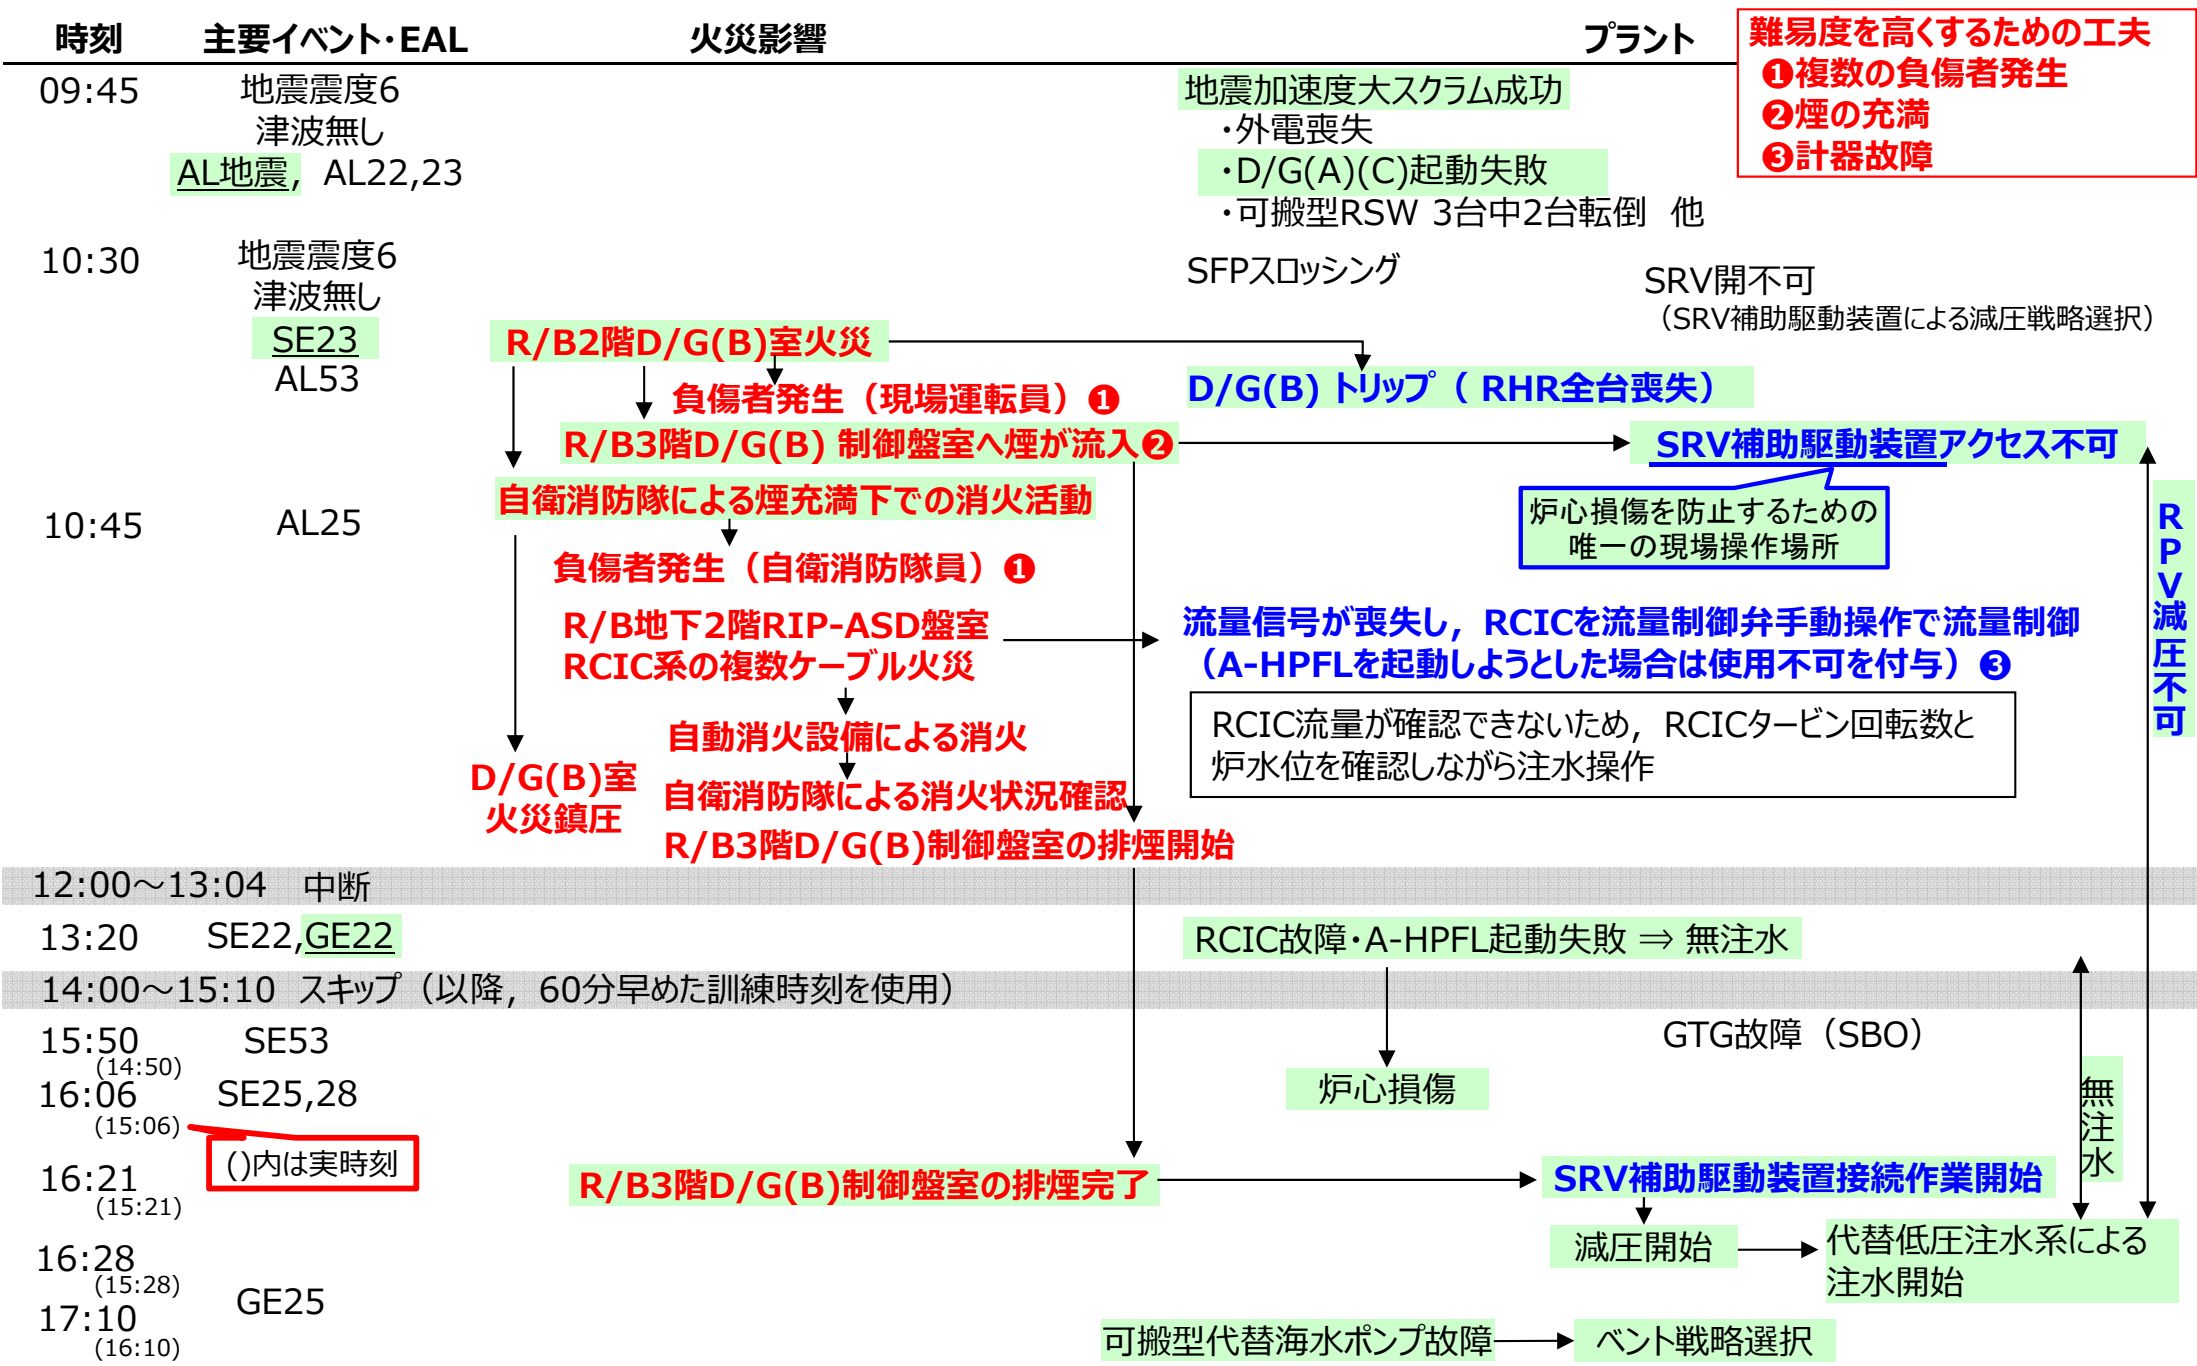 時刻 主要イベント・EAL 火災影響 プラント
難易度を高くするための工夫
❶複数の負傷者発生
❷煙の充満
❸計器故障
09:45 地震震度6 地震加速度大スクラム成功
津波無し ・外電喪失
AL地震, AL22,23 ・D/G(A)(C)起動失敗
・可搬型RSW 3台中2台転倒 他
10:30 地震震度6 SFPスロッシング SRV開不可
津波無し （SRV補助駆動装置による減圧戦略選択）
SE23 R/B2階D/G(B)室火災
AL53 負傷者発生（現場運転員）❶ D/G(B) トリップ（ RHR全台喪失）
R/B3階D/G(B) 制御盤室へ煙が流入❷ SRV補助駆動装置アクセス不可
自衛消防隊による煙充満下での消火活動
炉心損傷を防止するための
唯一の現場操作場所
RPV減圧不可
10:45 AL25
負傷者発生（自衛消防隊員）❶
R/B地下2階RIP-ASD盤室
RCIC系の複数ケーブル火災
流量信号が喪失し，RCICを流量制御弁手動操作で流量制御
（A-HPFLを起動しようとした場合は使用不可を付与）❸
RCIC流量が確認できないため，RCICタービン回転数と
炉水位を確認しながら注水操作
自動消火設備による消火
D/G(B)室
火災鎮圧
自衛消防隊による消火状況確認
R/B3階D/G(B)制御盤室の排煙開始
12:00～13:04 中断
13:20 SE22,GE22 RCIC故障・A-HPFL起動失敗 ⇒ 無注水
14:00～15:10 スキップ（以降，60分早めた訓練時刻を使用）
15:50 SE53 GTG故障（SBO）
(14:50)
16:06 SE25,28 炉心損傷
(15:06)
無注水
()内は実時刻
16:21 R/B3階D/G(B)制御盤室の排煙完了 SRV補助駆動装置接続作業開始
(15:21)
16:28 減圧開始 代替低圧注水系による
注水開始
(15:28)
GE25
17:10
(16:10)
可搬型代替海水ポンプ故障 ベント戦略選択